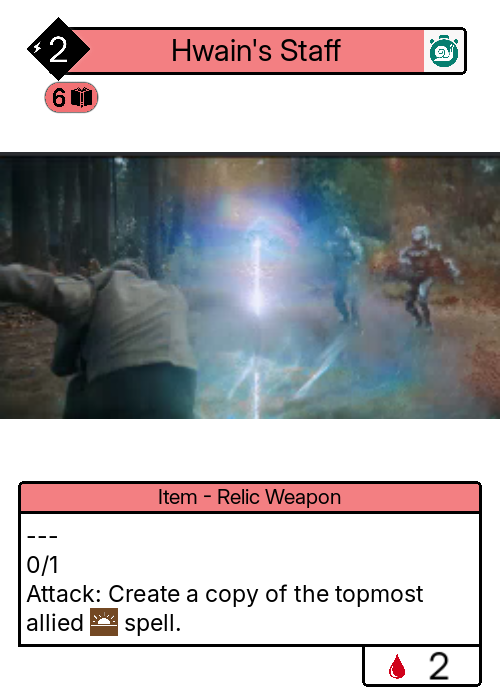 2
Hwain's Staff
6
Item - Relic Weapon
---
0/1
Attack: Create a copy of the topmost
allied spell.
2